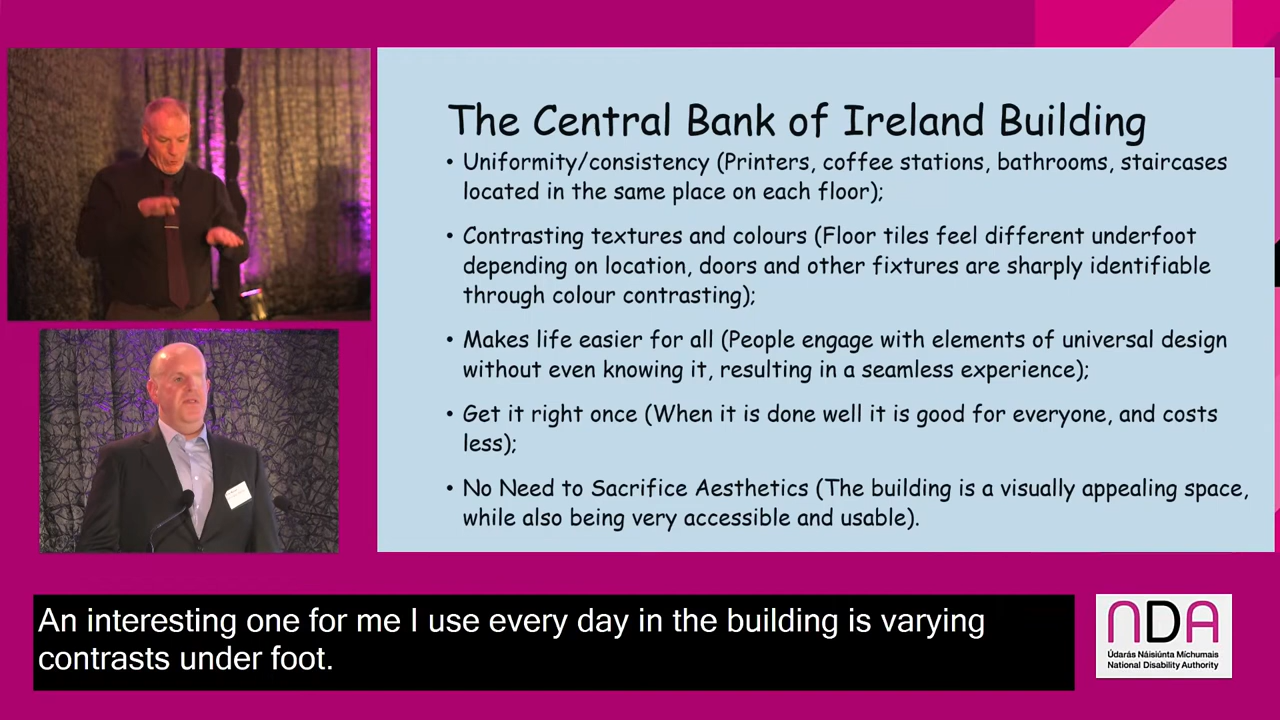 The Central Bank of Ireland Building
• Uniformity/consistency (Printers, coffee stations, bathrooms, staircases
located in the same place on each floor);
• Contrasting textures and colours (Floor tiles feel different underfoot
depending on location, doors and other fixtures are sharply identifiable
through colour contrasting);
• Makes life easier for all (People engage with elements of universal design
without even knowing it, resulting in a seamless experience);
• Get it right once (When it is done well it is good for everyone, and costs
less);
• No Need to Sacrifice Aesthetics (The building is a visually appealing space,
while also being very accessible and usable).
An interesting one for me I use every day in the building is varying
contrasts under foot.
NDA
Údarás Náisiúnta Míchumais
National Disability Authority